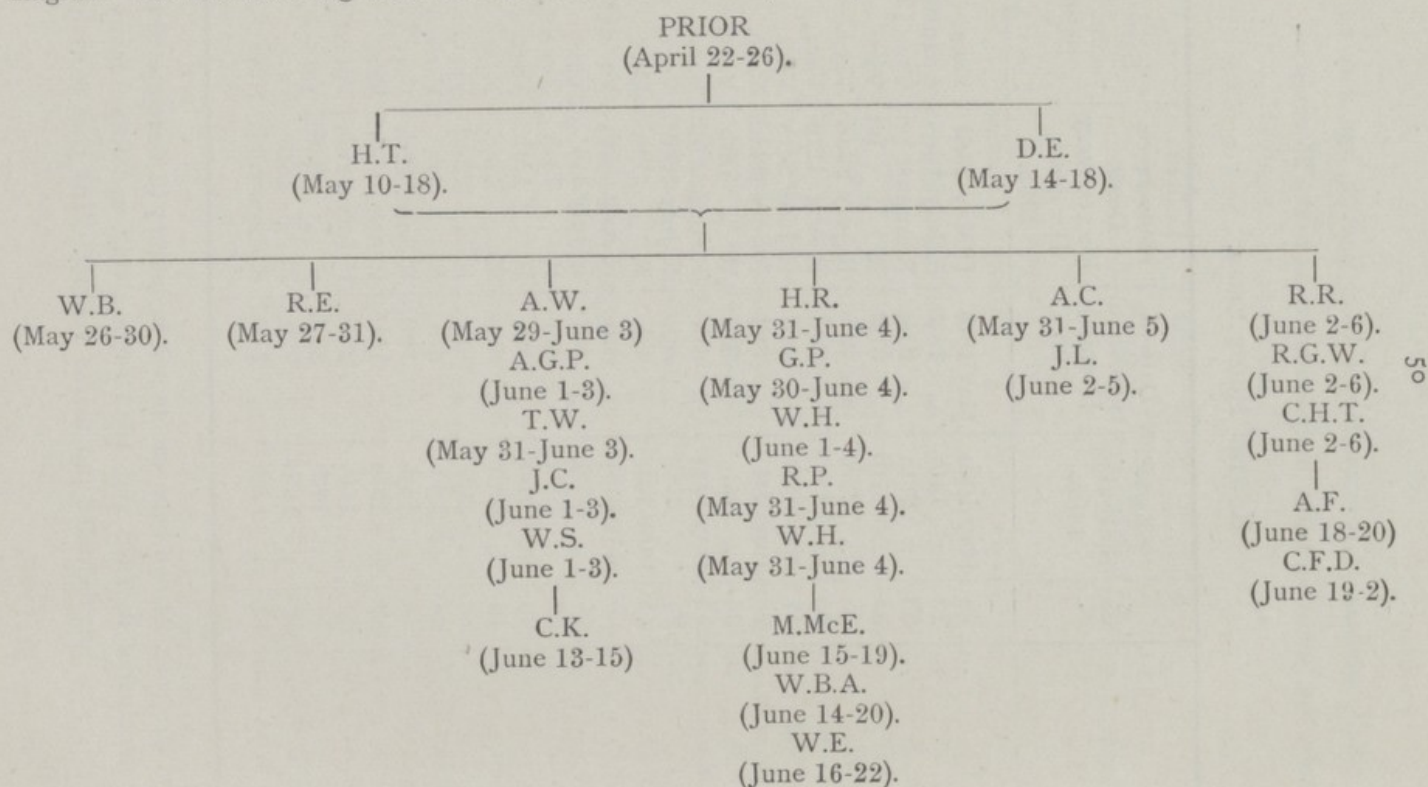 PRIOR
(April 22-26).
H.T.
(May 10-18).
D.E.
(May 14-18).
W.B.
(May 26-30).
R.E.
(May 27-31).
A.W.
(May 29-June 3)
A.G.P.
(June 1-3).
T.W.
(May 31-June 3).
J.C.
(June 1-3).
W.S.
(June 1-3).
C.K.
(June 13-15)
H.R.
(May 31-June 4).
G.P.
(May 30-June 4).
W.H.
(June 1-4).
R.P.
(May 31-June 4).
W.H.
(May 31-June 4).
M.McE.
(June 15-19).
W.B.A.
(June 14-20).
W.E.
(June 16-22).
A.C.
(May 31-June 5)
J.L.
(June 2-5).
R.R.
(June 2-6).
R.G.W.
(June 2-6).
C.H.T.
(June 2-6).
A.F.
(June 18-20)
C.F.D.
(June 19-2).
50